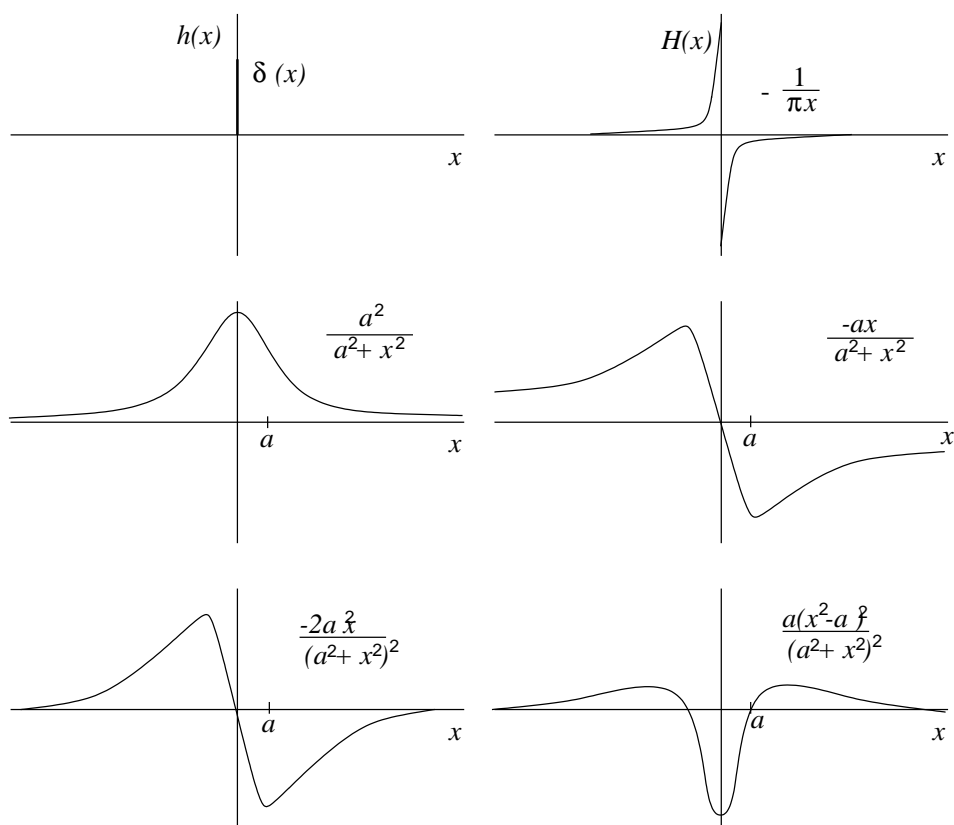 h(x)
δ (x)
x
H(x)
- 1
πx
x
a2
a2+ x2
a
x
-ax
a2+ x2
a
x
-2a2x
(a2+ x2)2
a
x
a(x2-a2)
(a2+ x2)2
a
x